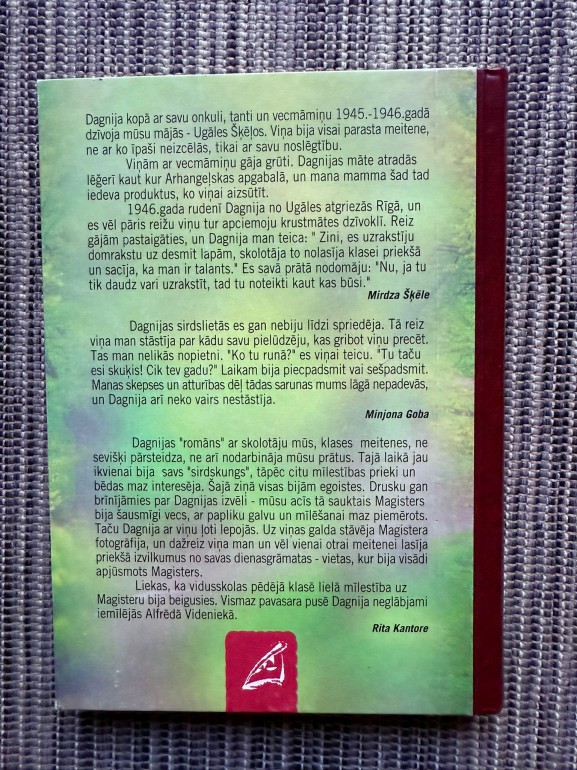 Dagnija kopā ar savu onkuli, tanti un vecmāmiņu 1945.-1946.gadā
dzīvoja mūsu mājās - Ugāles Šķēļos. Viņa bija visai parasta meitene,
ne ar ko īpaši neizcēlās, tikai ar savu noslēgtību.
Viņām ar vecmāmiņu gāja grūti. Dagnijas māte atradās
lēģerī kaut kur Arhangeļskas apgabalā, un mana mamma šad tad
iedeva produktus, ko viņai aizsūtīt.
1946.gada rudenī Dagnija no Ugāles atgriezās Rīgā, un
es vēl pāris reižu viņu tur apciemoju krustmātes dzīvoklī. Reiz
gājām pastaigāties, un Dagnija man teica: " Zini, es uzrakstīju
domrakstu uz desmit lapām, skolotāja to nolasīja klasei priekšā
un sacīja, ka man ir talants." Es savā prātā nodomāju: "Nu, ja tu
tik daudz vari uzrakstīt, tad tu noteikti kaut kas būsi."
Mirdza Šķēle
Dagnijas sirdslietās es gan nebiju līdzi spriedēja. Tā reiz
viņa man stāstīja par kādu savu pielūdzēju, kas gribot viņu precēt.
Tas man nelikās nopietni. "Ko tu runā?" es viņai teicu. "Tu taču
esi skuķis! Cik tev gadu?" Laikam bija piecpadsmit vai sešpadsmit.
Manas skepses un atturības dēļ tādas sarunas mums lāgā nepadevās,
un Dagnija arī neko vairs nestāstīja.
Minjona Goba
Dagnijas "romāns" ar skolotāju mūs, klases meitenes, ne
sevišķi pārsteidza, ne arī nodarbināja mūsu prātus. Tajā laikā jau
ikvienai bija savs "sirdskungs", tāpēc citu mīlestības prieki un
bēdas maz interesēja. Šajā ziņā visas bijām egoistes. Drusku gan
brīnījāmies par Dagnijas izvēli - mūsu acīs tā sauktais Magisters
bija šausmīgi vecs, ar papliku galvu un mīlēšanai maz piemērots.
Taču Dagnija ar viņu ļoti lepojās. Uz viņas galda stāvēja Magistera
fotogrāfija, un dažreiz viņa man un vēl vienai otrai meitenei lasīja
priekšā izvilkumus no savas dienasgrāmatas - vietas, kur bija visādi
apjūsmots Magisters.
Liekas, ka vidusskolas pēdējā klasē lielā mīlestība uz
Magisteru bija beigusies. Vismaz pavasara pusē Dagnija neglābjami
iemīlējās Alfrēdā Videniekā.
Rita Kantore